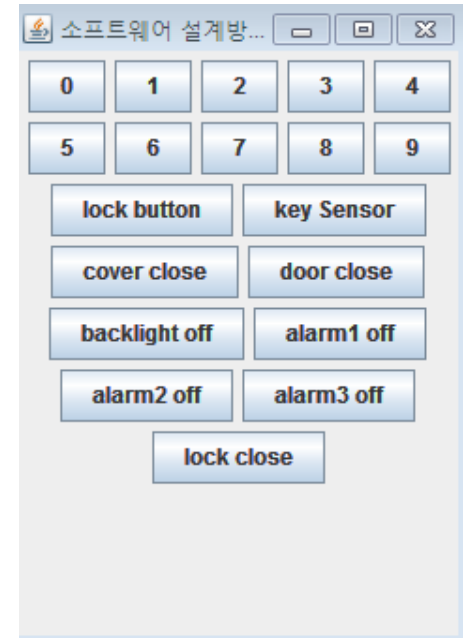 소프트웨어 설계방...
0 1 2 3 4
5 6 7 8 9
lock button key Sensor
cover close door close
backlight off alarm1 off
alarm2 off alarm3 off
lock close